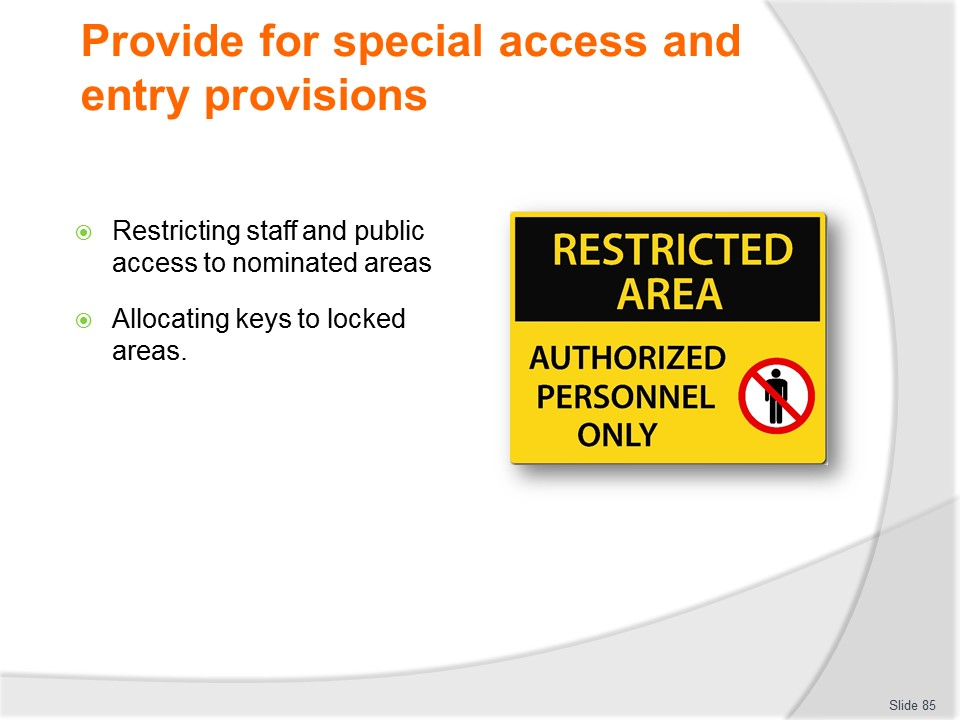 Provide for special access and
entry provisions
Restricting staff and public
access to nominated areas
Allocating keys to locked
areas.
RESTRICTED
AREA
AUTHORIZED
PERSONNEL
ONLY
Slide 85